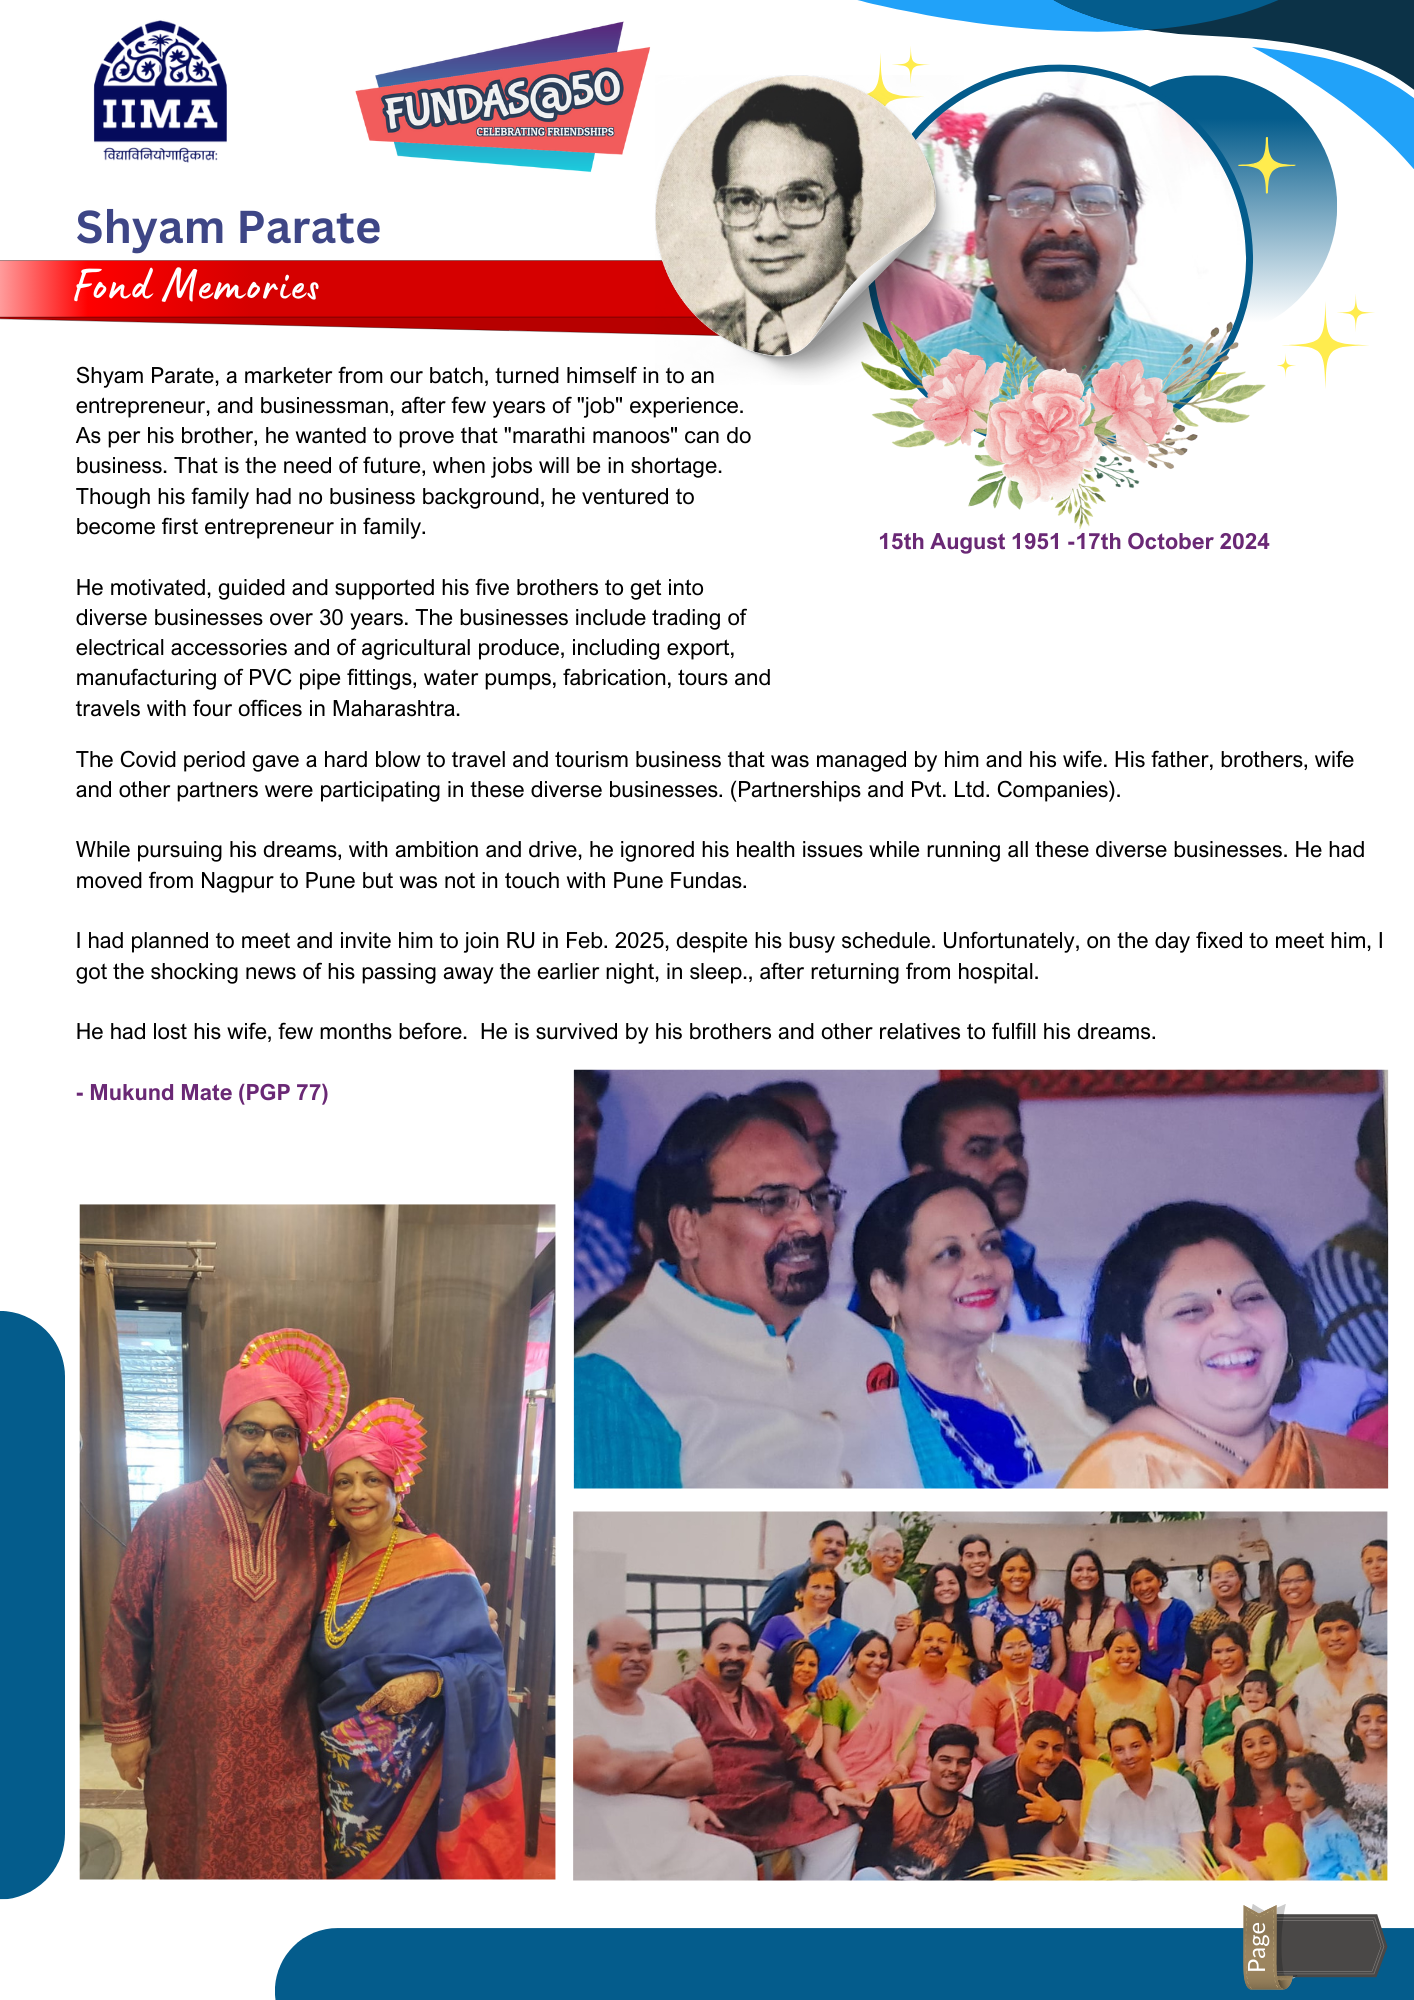 IIMA
विद्याविनियोगाद्विकासः
FUNDAS@50
CELEBRATING FRIENDSHIPS
Shyam Parate
Fond Memories
Shyam Parate, a marketer from our batch, turned himself in to an
entrepreneur, and businessman, after few years of "job" experience.
As per his brother, he wanted to prove that "marathi manoos" can do
business. That is the need of future, when jobs will be in shortage.
Though his family had no business background, he ventured to
become first entrepreneur in family.
15th August 1951 -17th October 2024
He motivated, guided and supported his five brothers to get into
diverse businesses over 30 years. The businesses include trading of
electrical accessories and of agricultural produce, including export,
manufacturing of PVC pipe fittings, water pumps, fabrication, tours and
travels with four offices in Maharashtra.
The Covid period gave a hard blow to travel and tourism business that was managed by him and his wife. His father, brothers, wife
and other partners were participating in these diverse businesses. (Partnerships and Pvt. Ltd. Companies).
While pursuing his dreams, with ambition and drive, he ignored his health issues while running all these diverse businesses. He had
moved from Nagpur to Pune but was not in touch with Pune Fundas.
I had planned to meet and invite him to join RU in Feb. 2025, despite his busy schedule. Unfortunately, on the day fixed to meet him, I
got the shocking news of his passing away the earlier night, in sleep., after returning from hospital.
He had lost his wife, few months before.  He is survived by his brothers and other relatives to fulfill his dreams.
- Mukund Mate (PGP 77)
Page